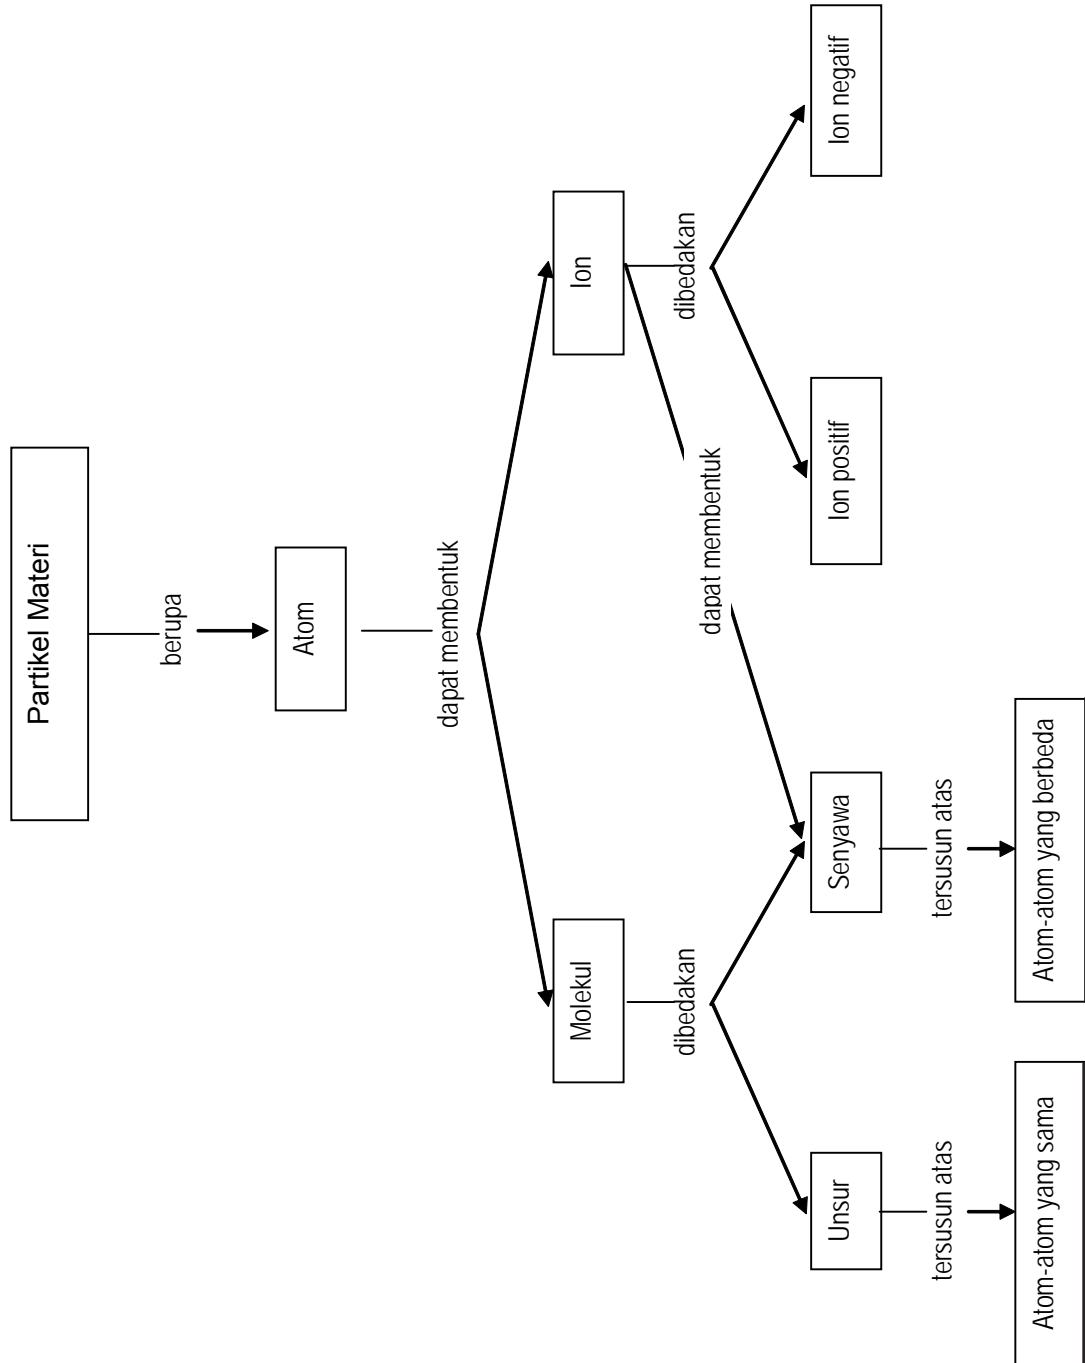 Partikel Materi
berupa
Atom
dapat membentuk
Molekul
Ion
dibedakan
dibedakan
dapat membentuk
Unsur
Senyawa
Ion positif
Ion negatif
tersusun atas
tersusun atas
Atom-atom yang sama
Atom-atom yang berbeda